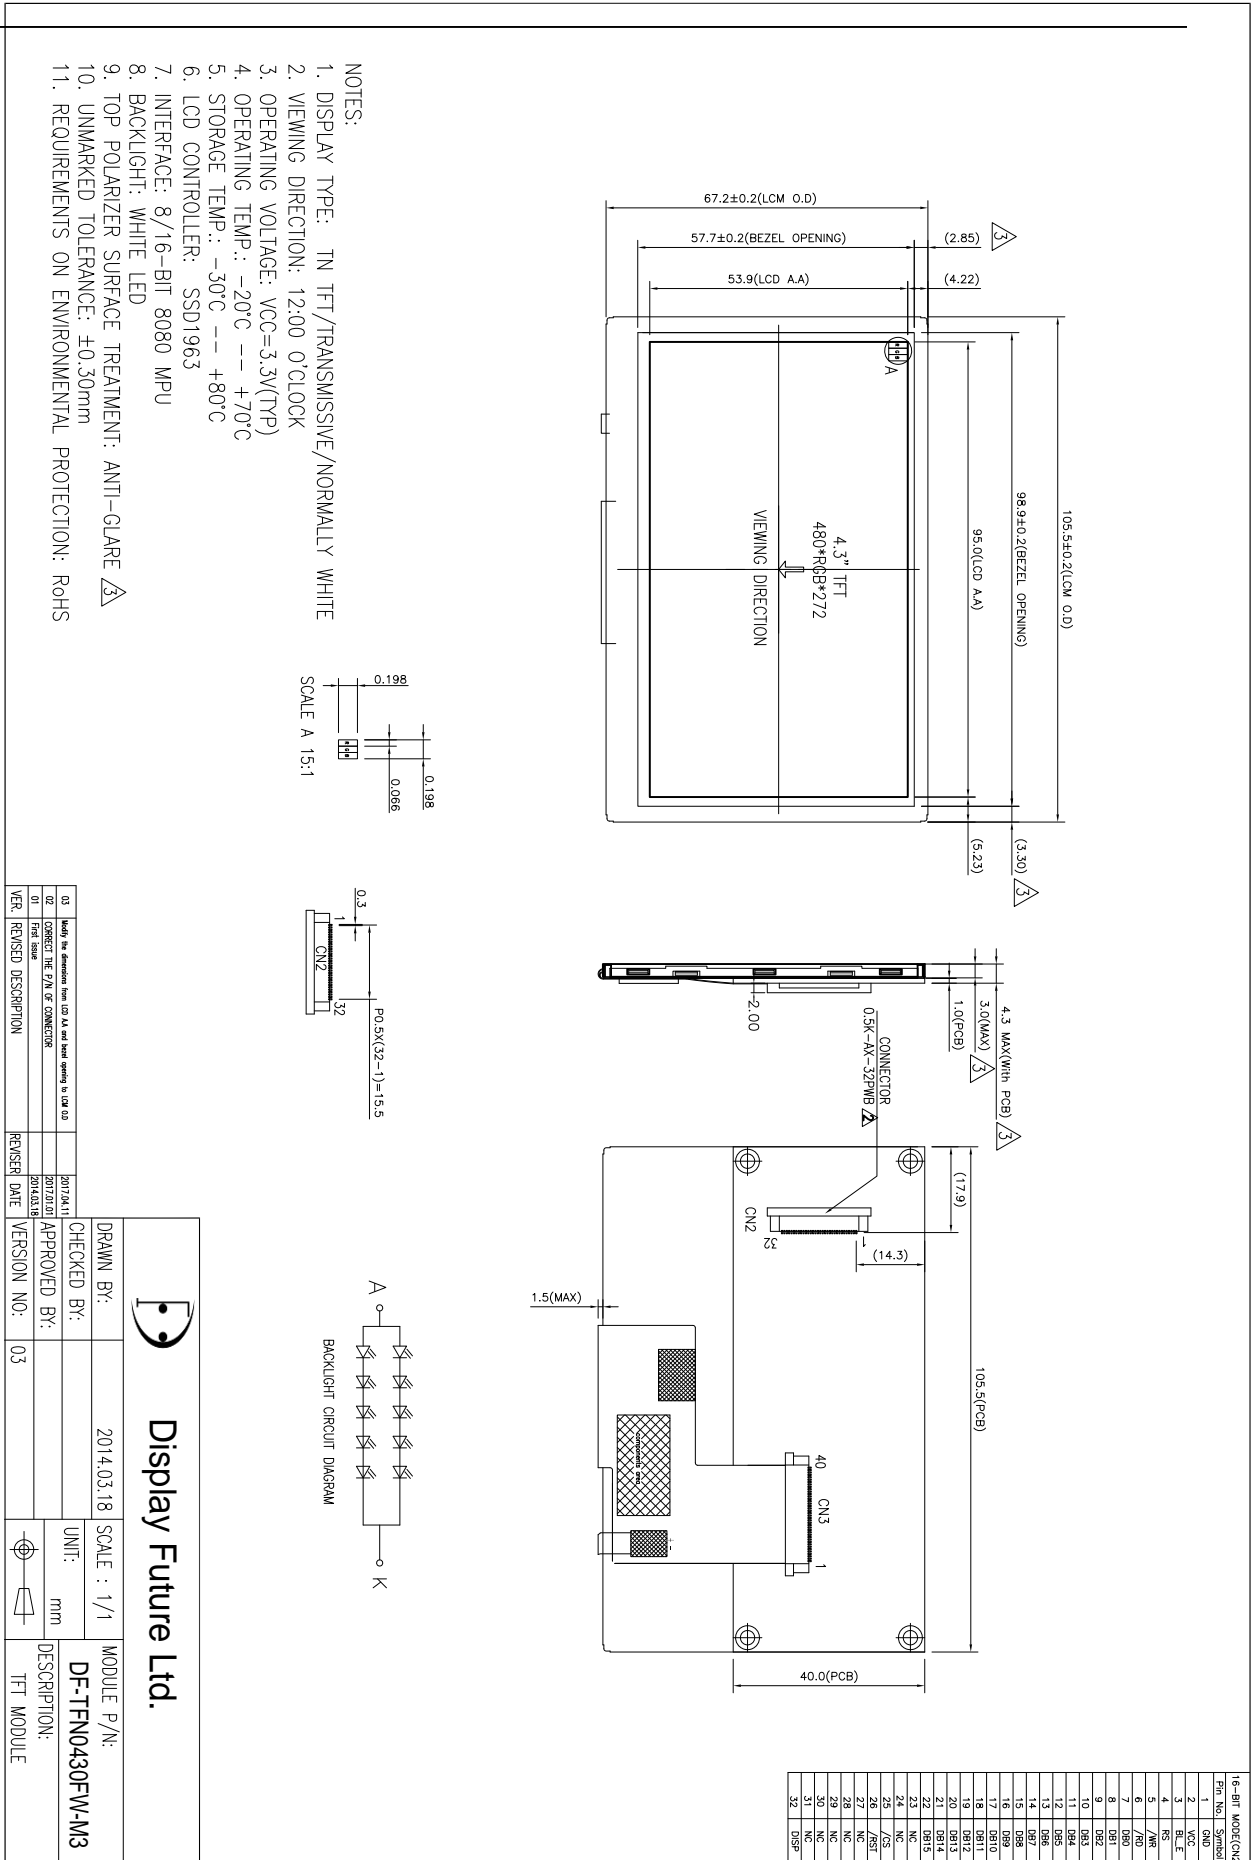 NOTES:
1. DISPLAY TYPE: TN TFT/TRANSMISSIVE/NORMALLY WHITE
2. VIEWING DIRECTION: 12:00 O'CLOCK
3. OPERATING VOLTAGE: VCC=3.3V(TYP)
4. OPERATING TEMP.: -20°C -- +70°C
5. STORAGE TEMP.: -30°C -- +80°C
6. LCD CONTROLLER: SSD1963
7. INTERFACE: 8/16-BIT 8080 MPU
8. BACKLIGHT: WHITE LED
9. TOP POLARIZER SURFACE TREATMENT: ANTI-GLARE 3
10. UNMARKED TOLERANCE: ±0.30mm
11. REQUIREMENTS ON ENVIRONMENTAL PROTECTION: RoHS
67.2±0.2(LCM O.D)
57.7±0.2(BEZEL OPENING)
(2.85) 3
53.9(LCD A.A)
(4.22)
105.5±0.2(LCM O.D)
98.9±0.2(BEZEL OPENING)
95.0(LCD A.A)
(3.30) 3
(5.23)
R G B
A
4.3" TFT
480*RGB*272
VIEWING DIRECTION
0.198
0.198
0.066
R G B
SCALE A 15:1
4.3 MAX(With PCB) 3
3.0(MAX) 3
1.0(PCB)
2.00
CONNECTOR
0.5K-AX-32PWB 2
0.3
P0.5X(32-1)=15.5
1
32
CN2
105.5(PCB)
(17.9)
(14.3)
1
32
CN2
40
CN3
1
components area
1.5(MAX)
40.0(PCB)
A
K
BACKLIGHT CIRCUIT DIAGRAM
16-BIT MODE(CN2
Pin No. Symbol
1 GND
2 VCC
3 BL_E
4 RS
5 /WR
6 /RD
7 DB0
8 DB1
9 DB2
10 DB3
11 DB4
12 DB5
13 DB6
14 DB7
15 DB8
16 DB9
17 DB10
18 DB11
19 DB12
20 DB13
21 DB14
22 DB15
23 NC
24 NC
25 /CS
26 /RST
27 NC
28 NC
29 NC
30 NC
31 NC
32 DISP
03 Modify the dimensions from LCD AA and bezel opening to LCM O.D 2017.04.11
02 CORRECT THE P/N OF CONNECTOR 2017.01.01
01 First issue 2014.03.18
VER. REVISED DESCRIPTION REVISER DATE
Display Future Ltd.
DRAWN BY: 2014.03.18
CHECKED BY:
APPROVED BY:
VERSION NO: 03
SCALE : 1/1
UNIT: mm
MODULE P/N:
DF-TFN0430FW-M3
DESCRIPTION:
TFT MODULE